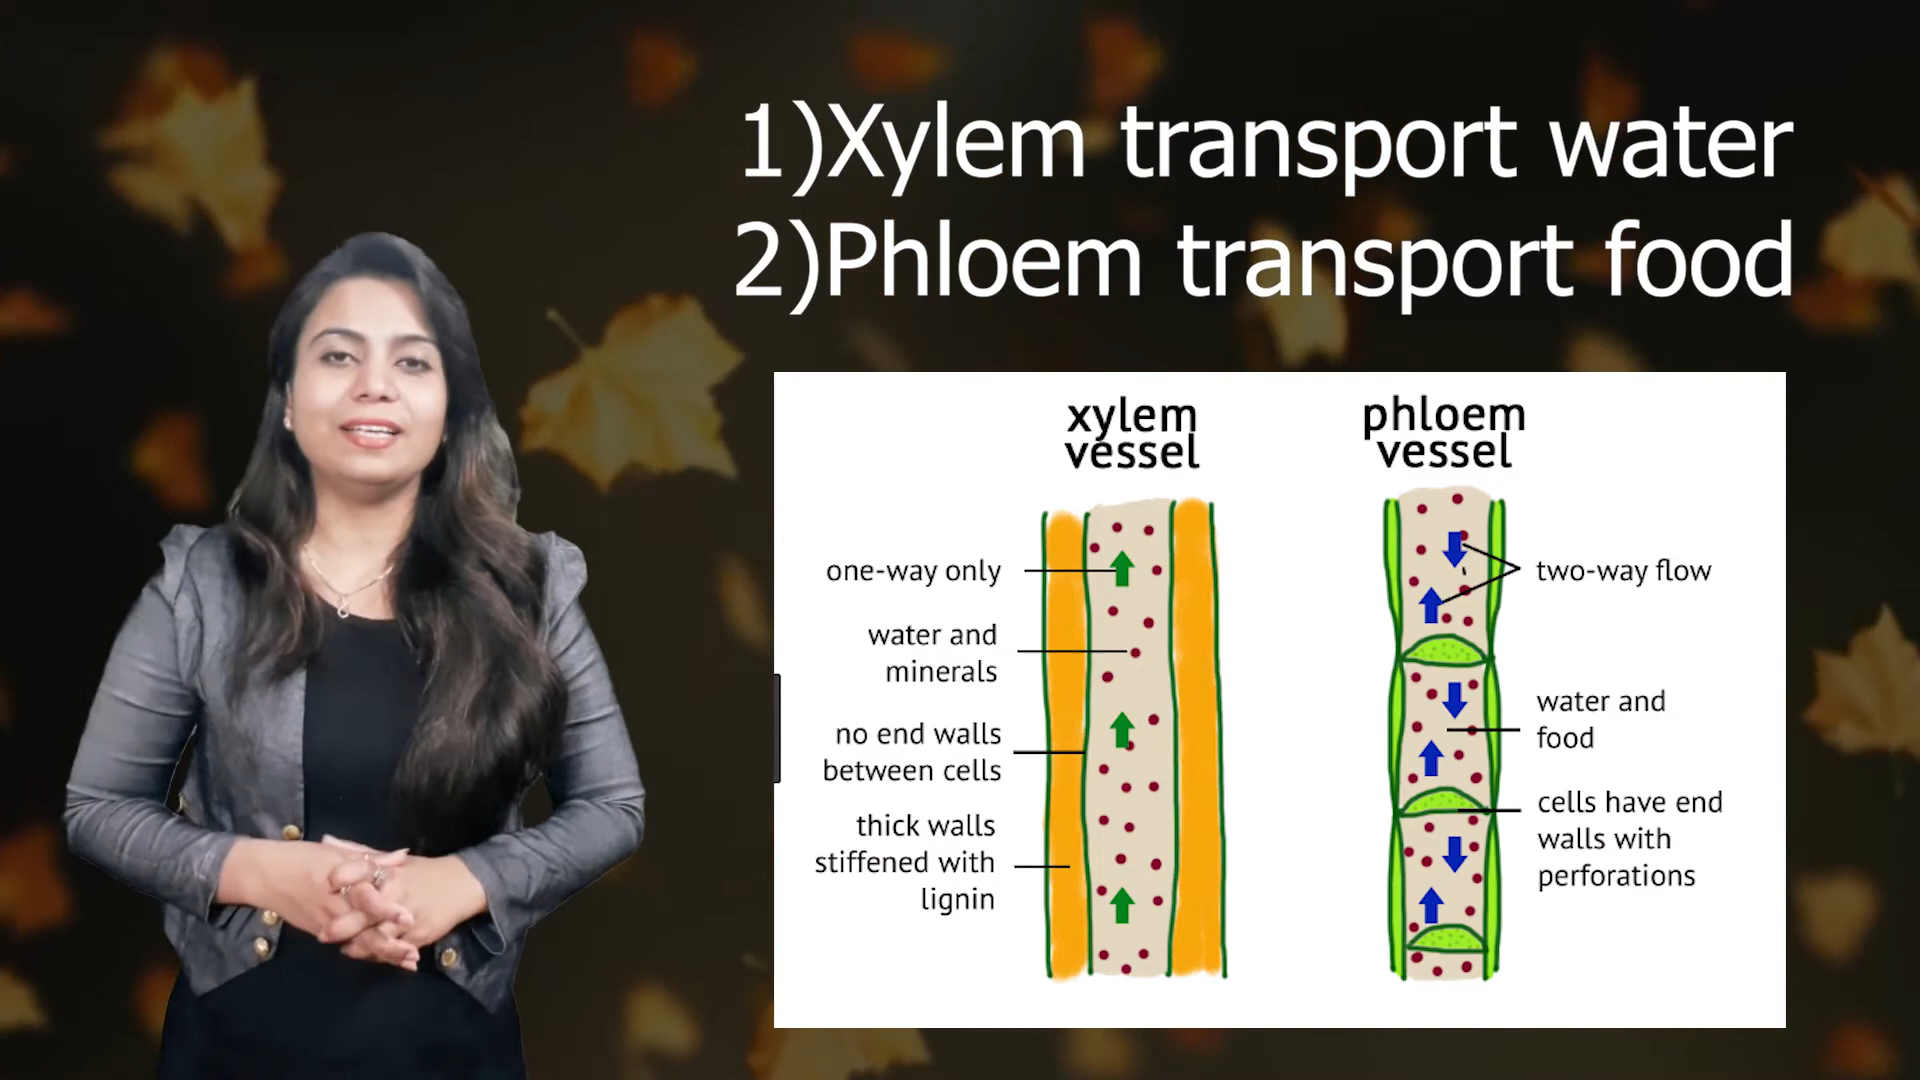 1)Xylem transport water
2)Phloem transport food
xylem
vessel
one-way only
water and
minerals
no end walls
between cells
thick walls
stiffened with
lignin
phloem
vessel
two-way flow
water and
food
cells have end
walls with
perforations